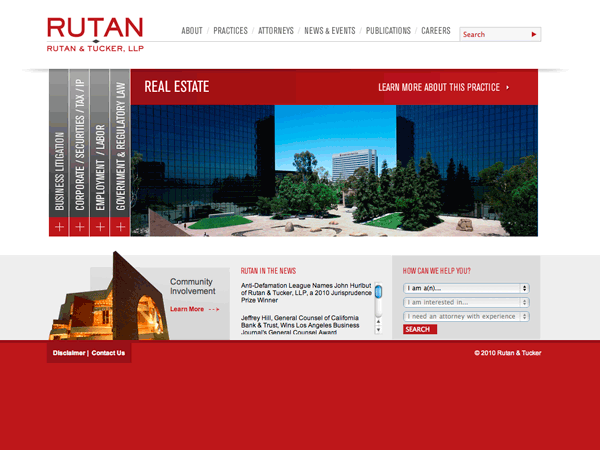 RUTAN
RUTAN & TUCKER, LLP
ABOUT / PRACTICES / ATTORNEYS / NEWS & EVENTS / PUBLICATIONS / CAREERS
Search
BUSINESS LITIGATION
CORPORATE / SECURITIES / TAX / IP
EMPLOYMENT / LABOR
GOVERNMENT & REGULATORY LAW
REAL ESTATE
LEARN MORE ABOUT THIS PRACTICE
Community
Involvement
Learn More -->
RUTAN IN THE NEWS
Anti-Defamation League Names John Hurlbut
of Rutan & Tucker, LLP, a 2010 Jurisprudence
Prize Winner
Jeffrey Hill, General Counsel of California
Bank & Trust, Wins Los Angeles Business
Journal's General Counsel Award
HOW CAN WE HELP YOU?
I am a(n)...
I am interested in...
I need an attorney with experience
SEARCH
Disclaimer | Contact Us
© 2010 Rutan & Tucker